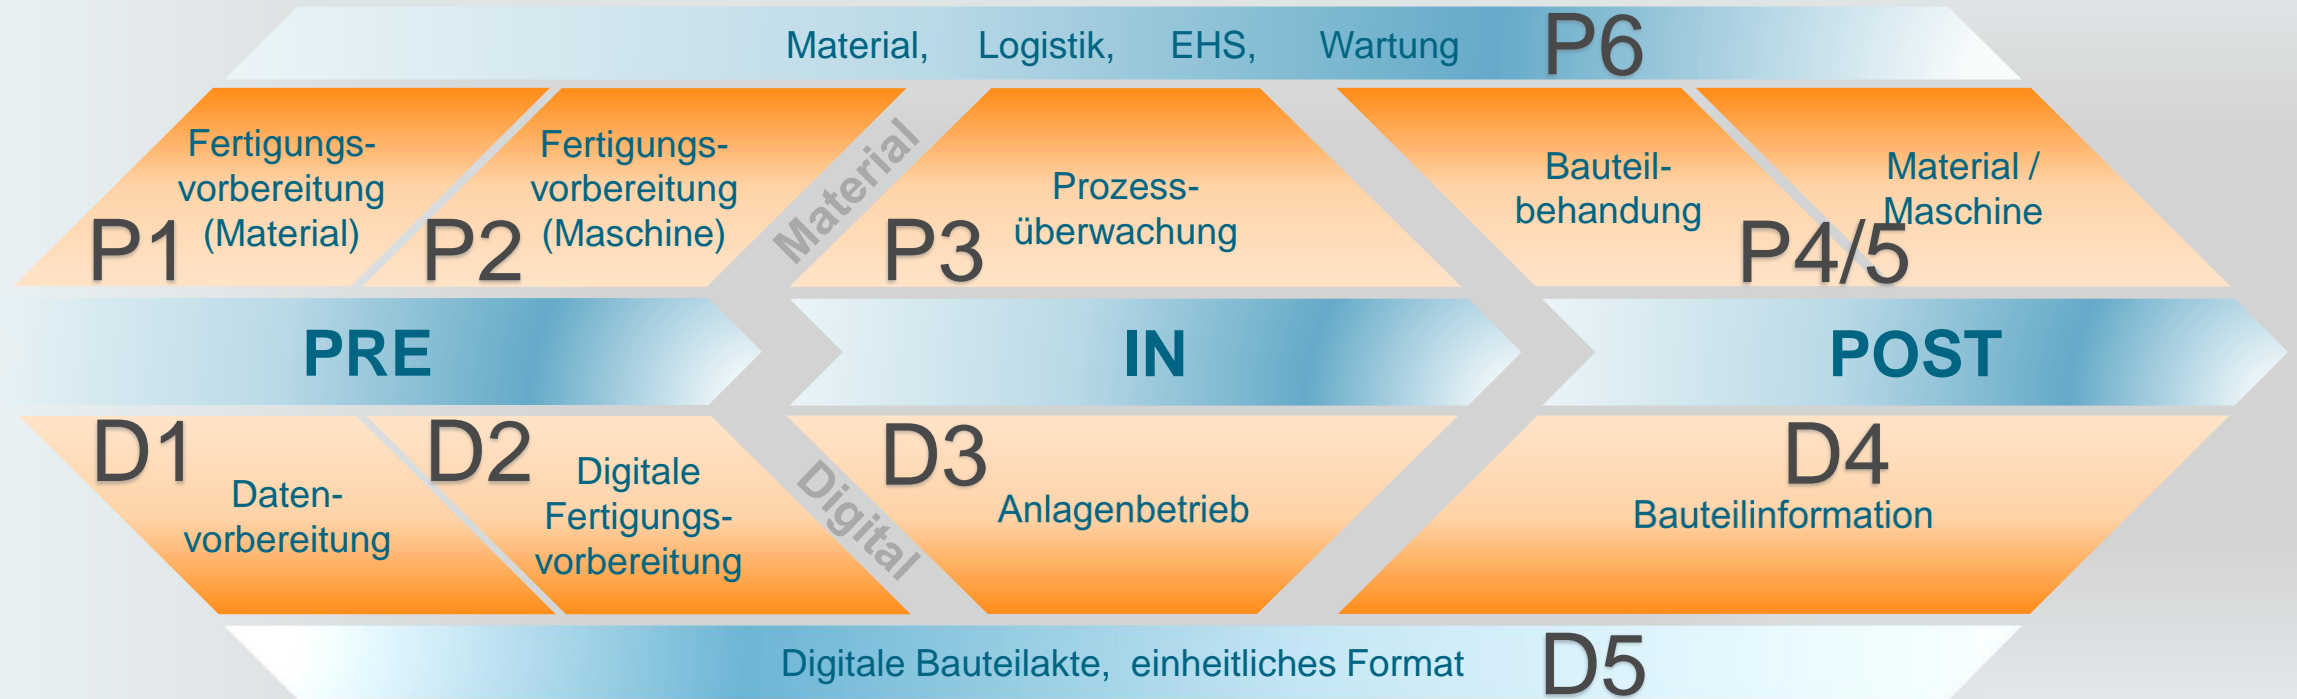 Material, Logistik, EHS, Wartung P6
Fertigungs-
vorbereitung
(Material)
P1
Fertigungs-
vorbereitung
(Maschine)
P2
Material
Prozess-
überwachung
P3
Bauteil-
behandung
Material /
Maschine
P4/5
PRE
IN
POST
D1
Daten-
vorbereitung
D2
Digitale
Fertigungs-
vorbereitung
Digital
D3
Anlagenbetrieb
D4
Bauteilinformation
Digitale Bauteilakte, einheitliches Format D5